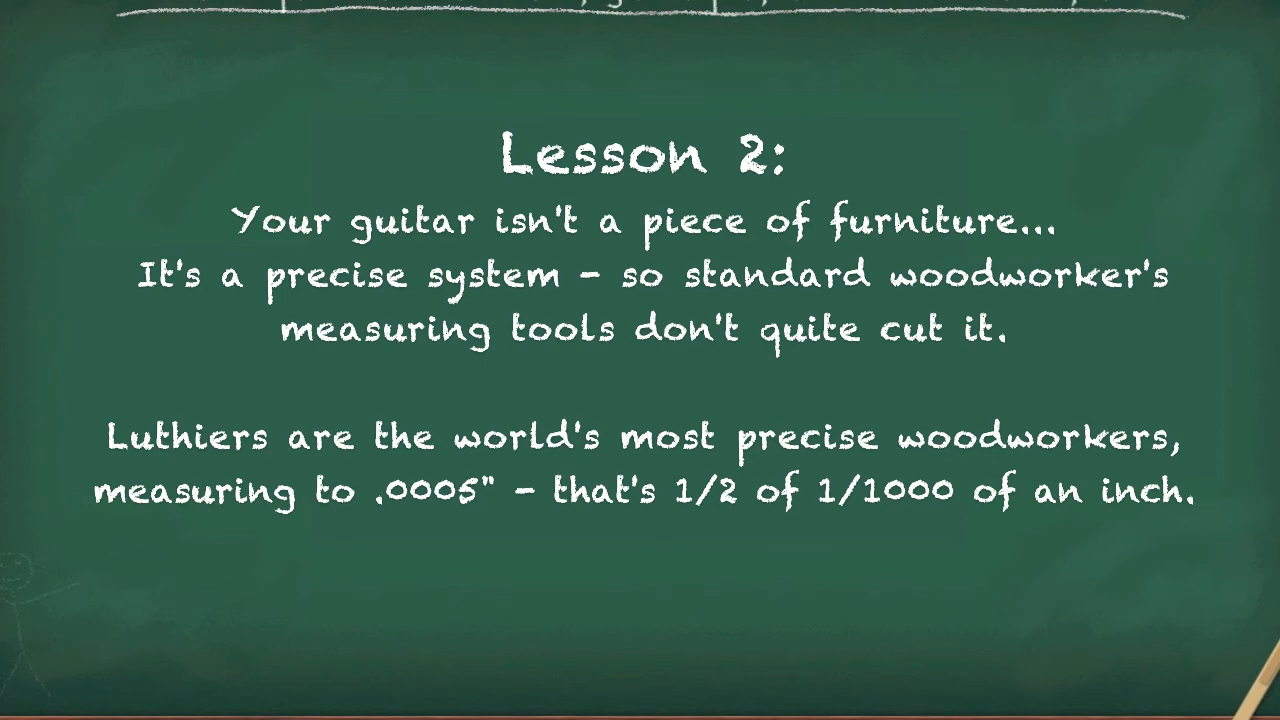 Lesson 2:
Your guitar isn't a piece of furniture...
It's a precise system - so standard woodworker's
measuring tools don't quite cut it.
Luthiers are the world's most precise woodworkers,
measuring to .0005" - that's 1/2 of 1/1000 of an inch.